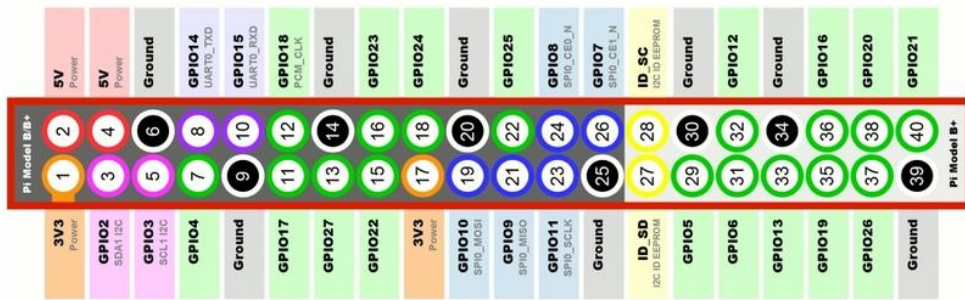 5V
Power
5V
Power
Ground
GPIO14
UART0_TXD
GPIO15
UART0_RXD
GPIO18
PCM_CLK
Ground
GPIO23
GPIO24
Ground
GPIO25
GPIO8
SPI0_CE0_N
GPIO7
SPI0_CE1_N
ID_SC
I2C ID EEPROM
Ground
GPIO12
Ground
GPIO16
GPIO20
GPIO21
Pi Model B/B+
2
4
6
8
10
12
14
16
18
20
22
24
26
28
30
32
34
36
38
40
1
3
5
7
9
11
13
15
17
19
21
23
25
27
29
31
33
35
37
39
Pi Model B+
3V3
Power
GPIO2
SDA1 I2C
GPIO3
SCL1 I2C
GPIO4
Ground
GPIO17
GPIO27
GPIO22
3V3
Power
GPIO10
SPI0_MOSI
GPIO9
SPI0_MISO
GPIO11
SPI0_SCLK
Ground
ID_SD
I2C ID EEPROM
GPIO5
GPIO6
GPIO13
GPIO19
GPIO26
Ground